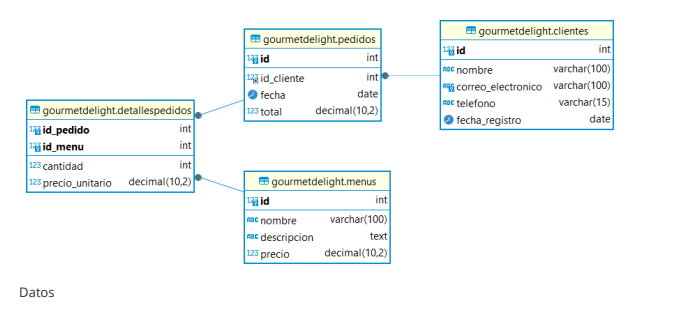 gourmetdelight.pedidos
123 id int
123 id_cliente int
fecha date
123 total decimal(10,2)
gourmetdelight.clientes
123 id int
ABC nombre varchar(100)
ABC correo_electronico varchar(100)
ABC telefono varchar(15)
fecha_registro date
gourmetdelight.detallespedidos
123 id_pedido int
123 id_menu int
123 cantidad int
123 precio_unitario decimal(10,2)
gourmetdelight.menus
123 id int
ABC nombre varchar(100)
ABC descripcion text
123 precio decimal(10,2)
Datos